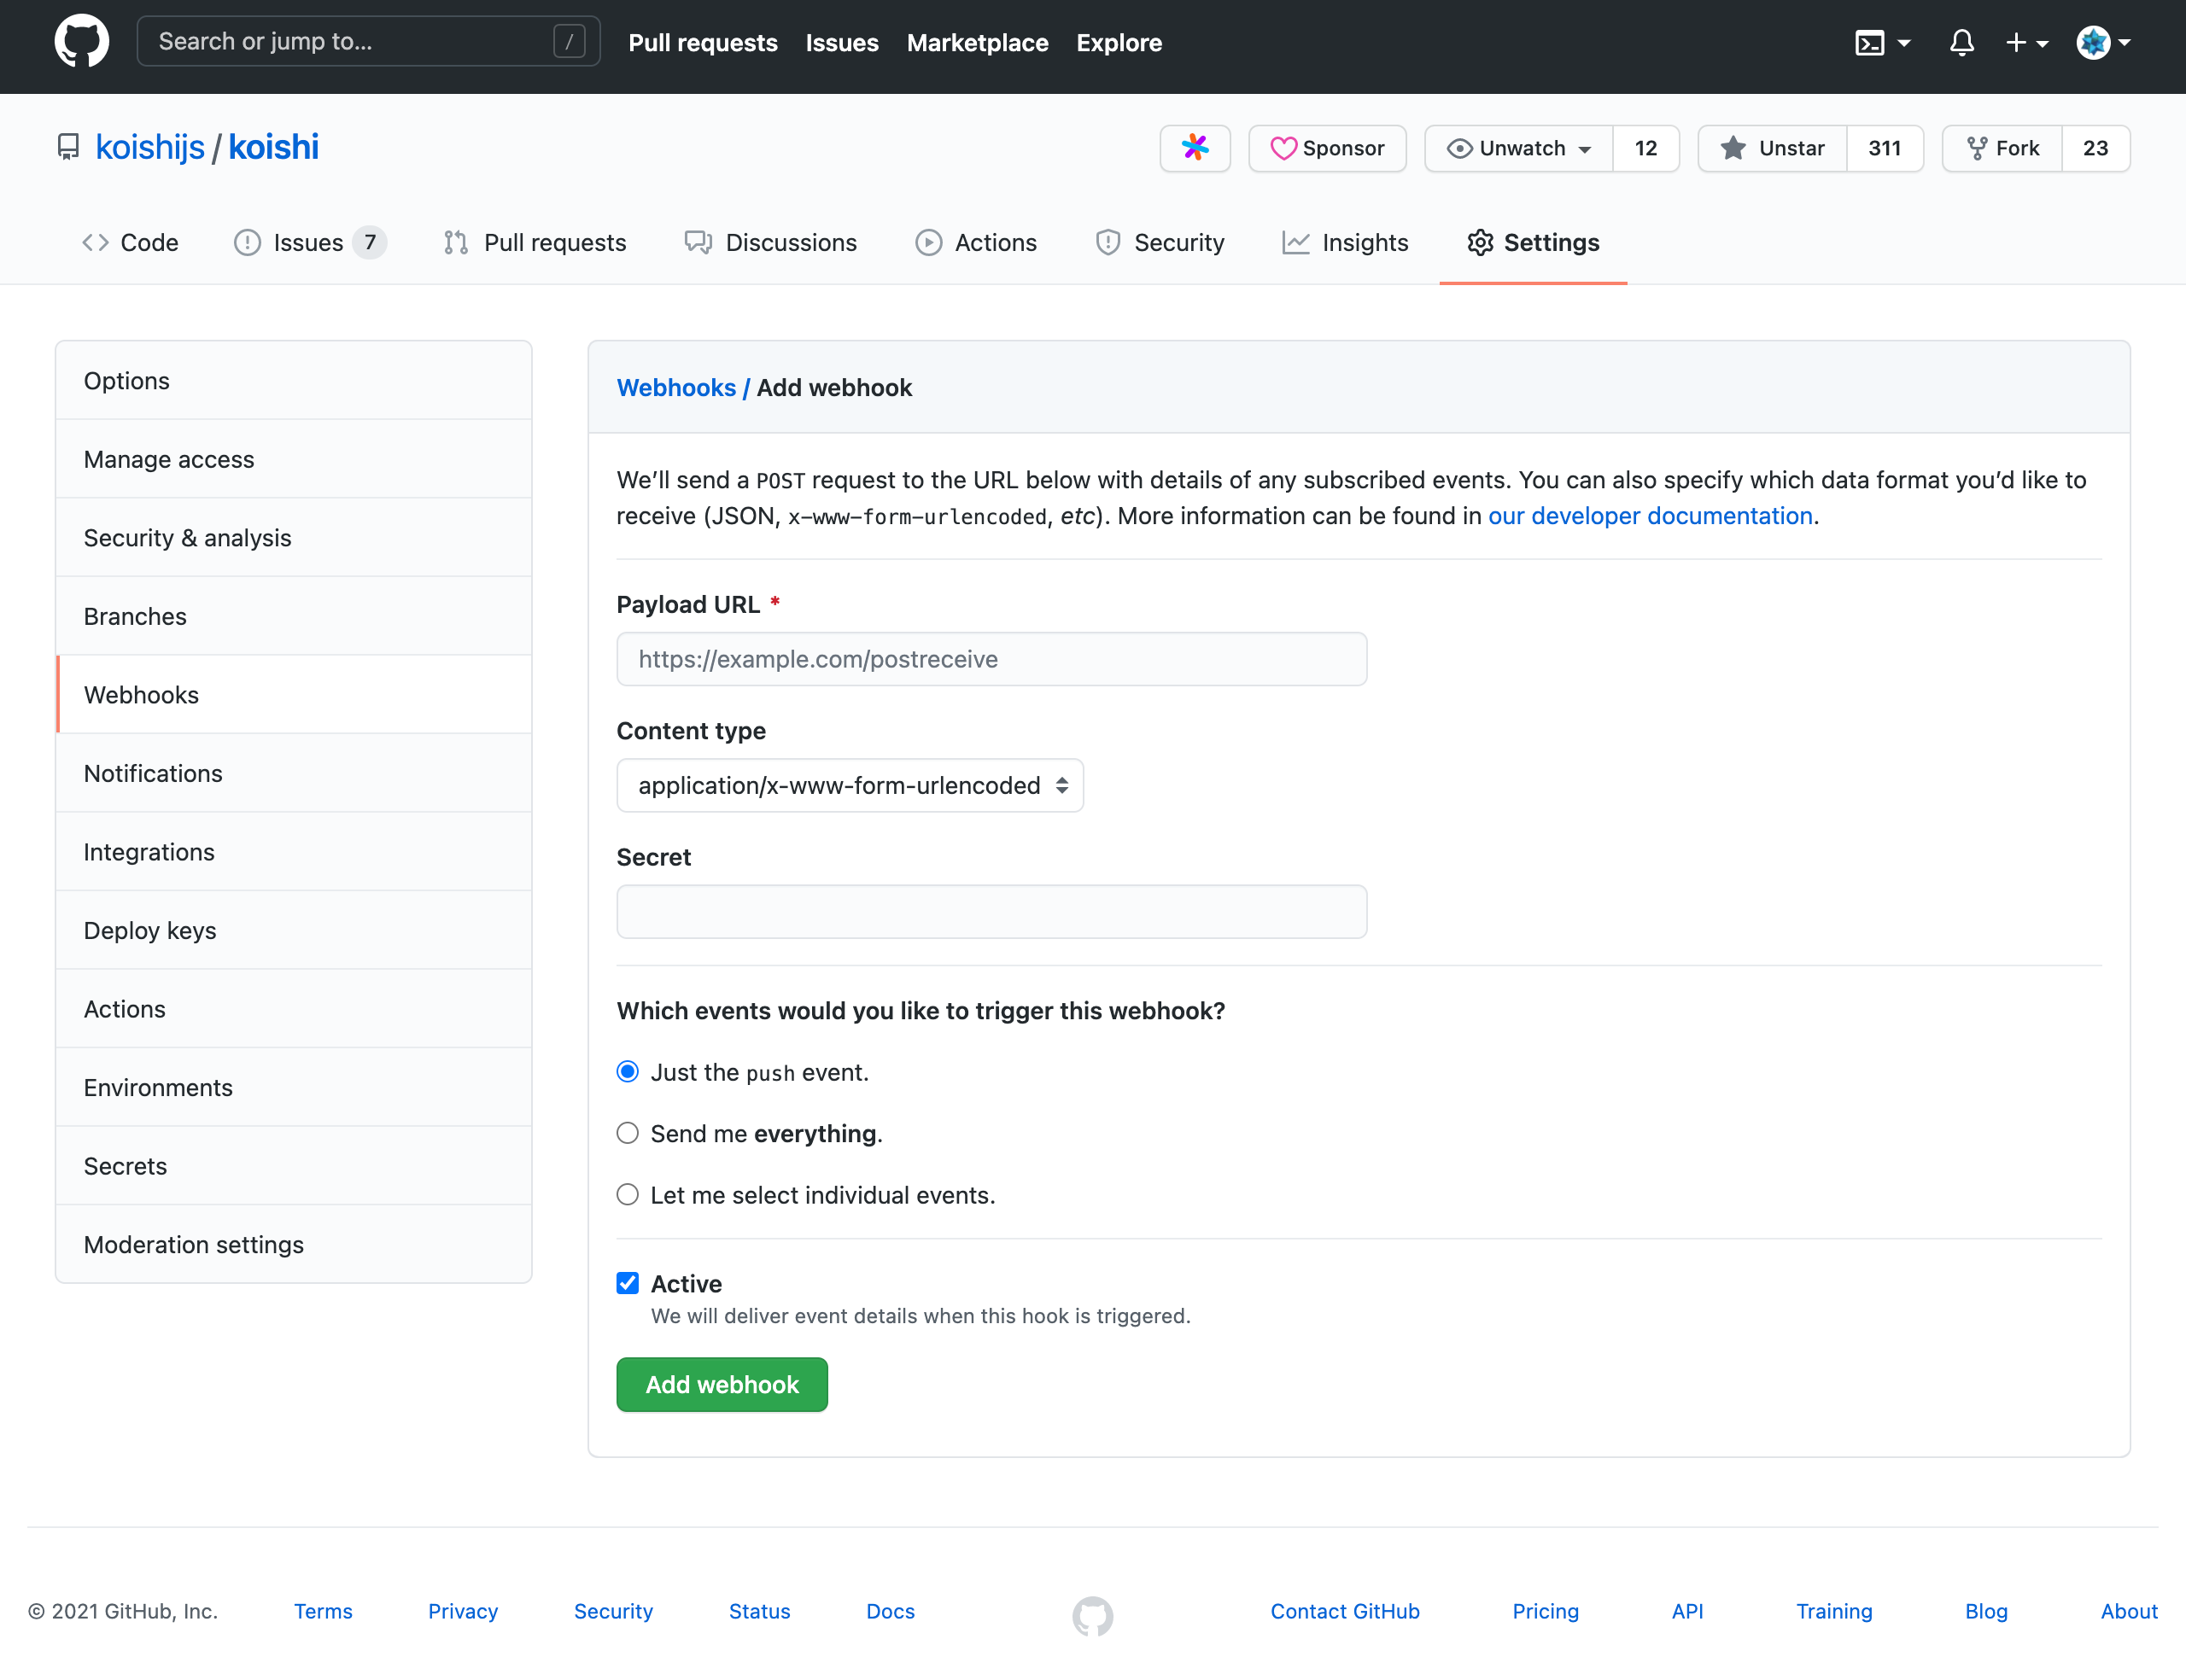 Search or jump to... /
Pull requests Issues Marketplace Explore
koishijs / koishi
Sponsor Unwatch 12 Unstar 311 Fork 23
Code Issues 7 Pull requests Discussions Actions Security Insights Settings
Options
Manage access
Security & analysis
Branches
Webhooks
Notifications
Integrations
Deploy keys
Actions
Environments
Secrets
Moderation settings
Webhooks / Add webhook
We’ll send a POST request to the URL below with details of any subscribed events. You can also specify which data format you’d like to
receive (JSON, x-www-form-urlencoded, etc). More information can be found in our developer documentation.
Payload URL *
https://example.com/postreceive
Content type
application/x-www-form-urlencoded
Secret
Which events would you like to trigger this webhook?
Just the push event.
Send me everything.
Let me select individual events.
Active
We will deliver event details when this hook is triggered.
Add webhook
© 2021 GitHub, Inc. Terms Privacy Security Status Docs Contact GitHub Pricing API Training Blog About